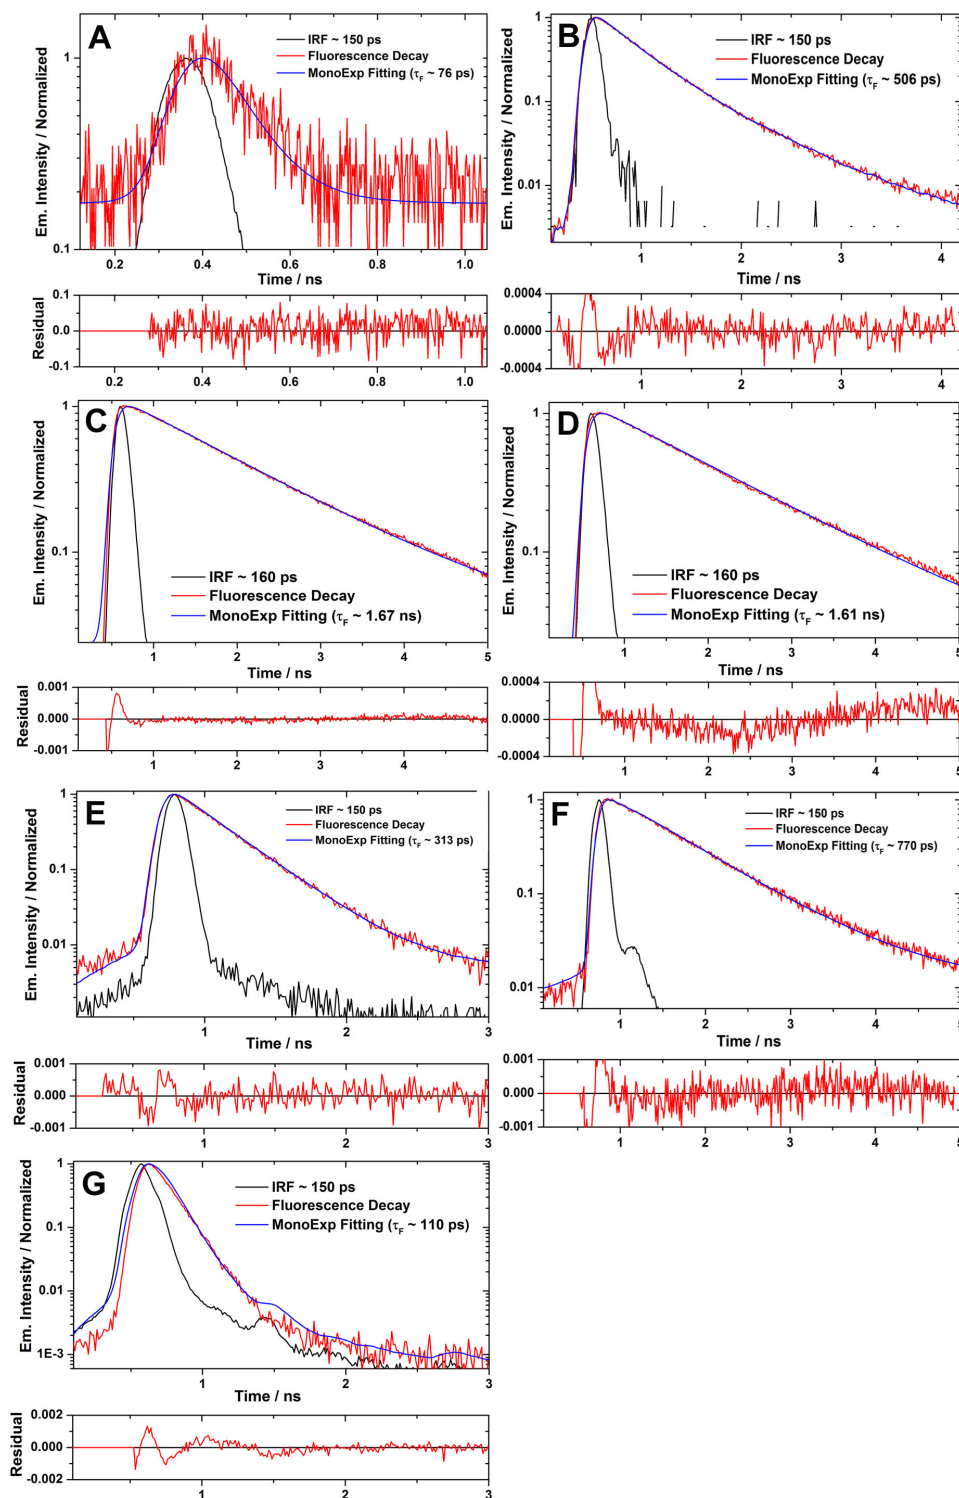 A
IRF ~ 150 ps
Fluorescence Decay
MonoExp Fitting (τF ~ 76 ps)
Em. Intensity / Normalized
1
0.1
0.2 0.4 0.6 0.8 1.0
Time / ns
Residual
0.1
0.0
-0.1
0.2 0.4 0.6 0.8 1.0
B
IRF ~ 150 ps
Fluorescence Decay
MonoExp Fitting (τF ~ 506 ps)
Em. Intensity / Normalized
1
0.1
0.01
1 2 3 4
Time / ns
0.0004
0.0000
-0.0004
1 2 3 4
C
IRF ~ 160 ps
Fluorescence Decay
MonoExp Fitting (τF ~ 1.67 ns)
Em. Intensity / Normalized
1
0.1
1 2 3 4 5
Time / ns
Residual
0.001
0.000
-0.001
1 2 3 4
D
IRF ~ 160 ps
Fluorescence Decay
MonoExp Fitting (τF ~ 1.61 ns)
Em. Intensity / Normalized
1
0.1
1 2 3 4 5
Time / ns
0.0004
0.0000
-0.0004
1 2 3 4 5
E
IRF ~ 150 ps
Fluorescence Decay
MonoExp Fitting (τF ~ 313 ps)
Em. Intensity / Normalized
1
0.1
0.01
1 2 3
Time / ns
Residual
0.001
0.000
-0.001
1 2 3
F
IRF ~ 150 ps
Fluorescence Decay
MonoExp Fitting (τF ~ 770 ps)
Em. Intensity / Normalized
1
0.1
0.01
1 2 3 4 5
Time / ns
0.001
0.000
-0.001
1 2 3 4 5
G
IRF ~ 150 ps
Fluorescence Decay
MonoExp Fitting (τF ~ 110 ps)
Em. Intensity / Normalized
1
0.1
0.01
1E-3
1 2 3
Time / ns
Residual
0.002
0.000
-0.002
1 2 3